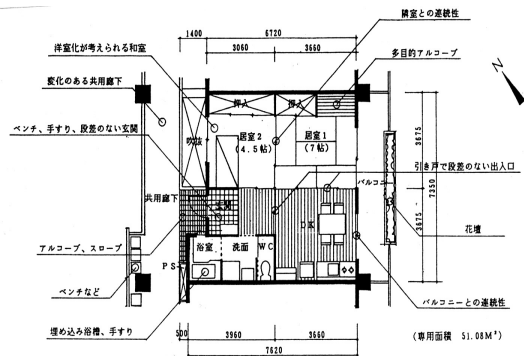 隣室との連続性
1400
6720
洋室化が考えられる和室
3060
3660
多目的アルコーブ
変化のある共用廊下
押入
押入
ベンチ、手すり、段差のない玄関
吹抜
居室2
(4.5帖)
居室1
(7帖)
3675
引き戸で段差のない出入口
バルコニー
7350
共用廊下
玄関
3675
DK
花壇
アルコーブ、スロープ
浴室
洗面
WC
PS
ベンチなど
バルコニーとの連続性
埋め込み浴槽、手すり
500
3960
3660
(専用面積 51.08M²)
7620
N